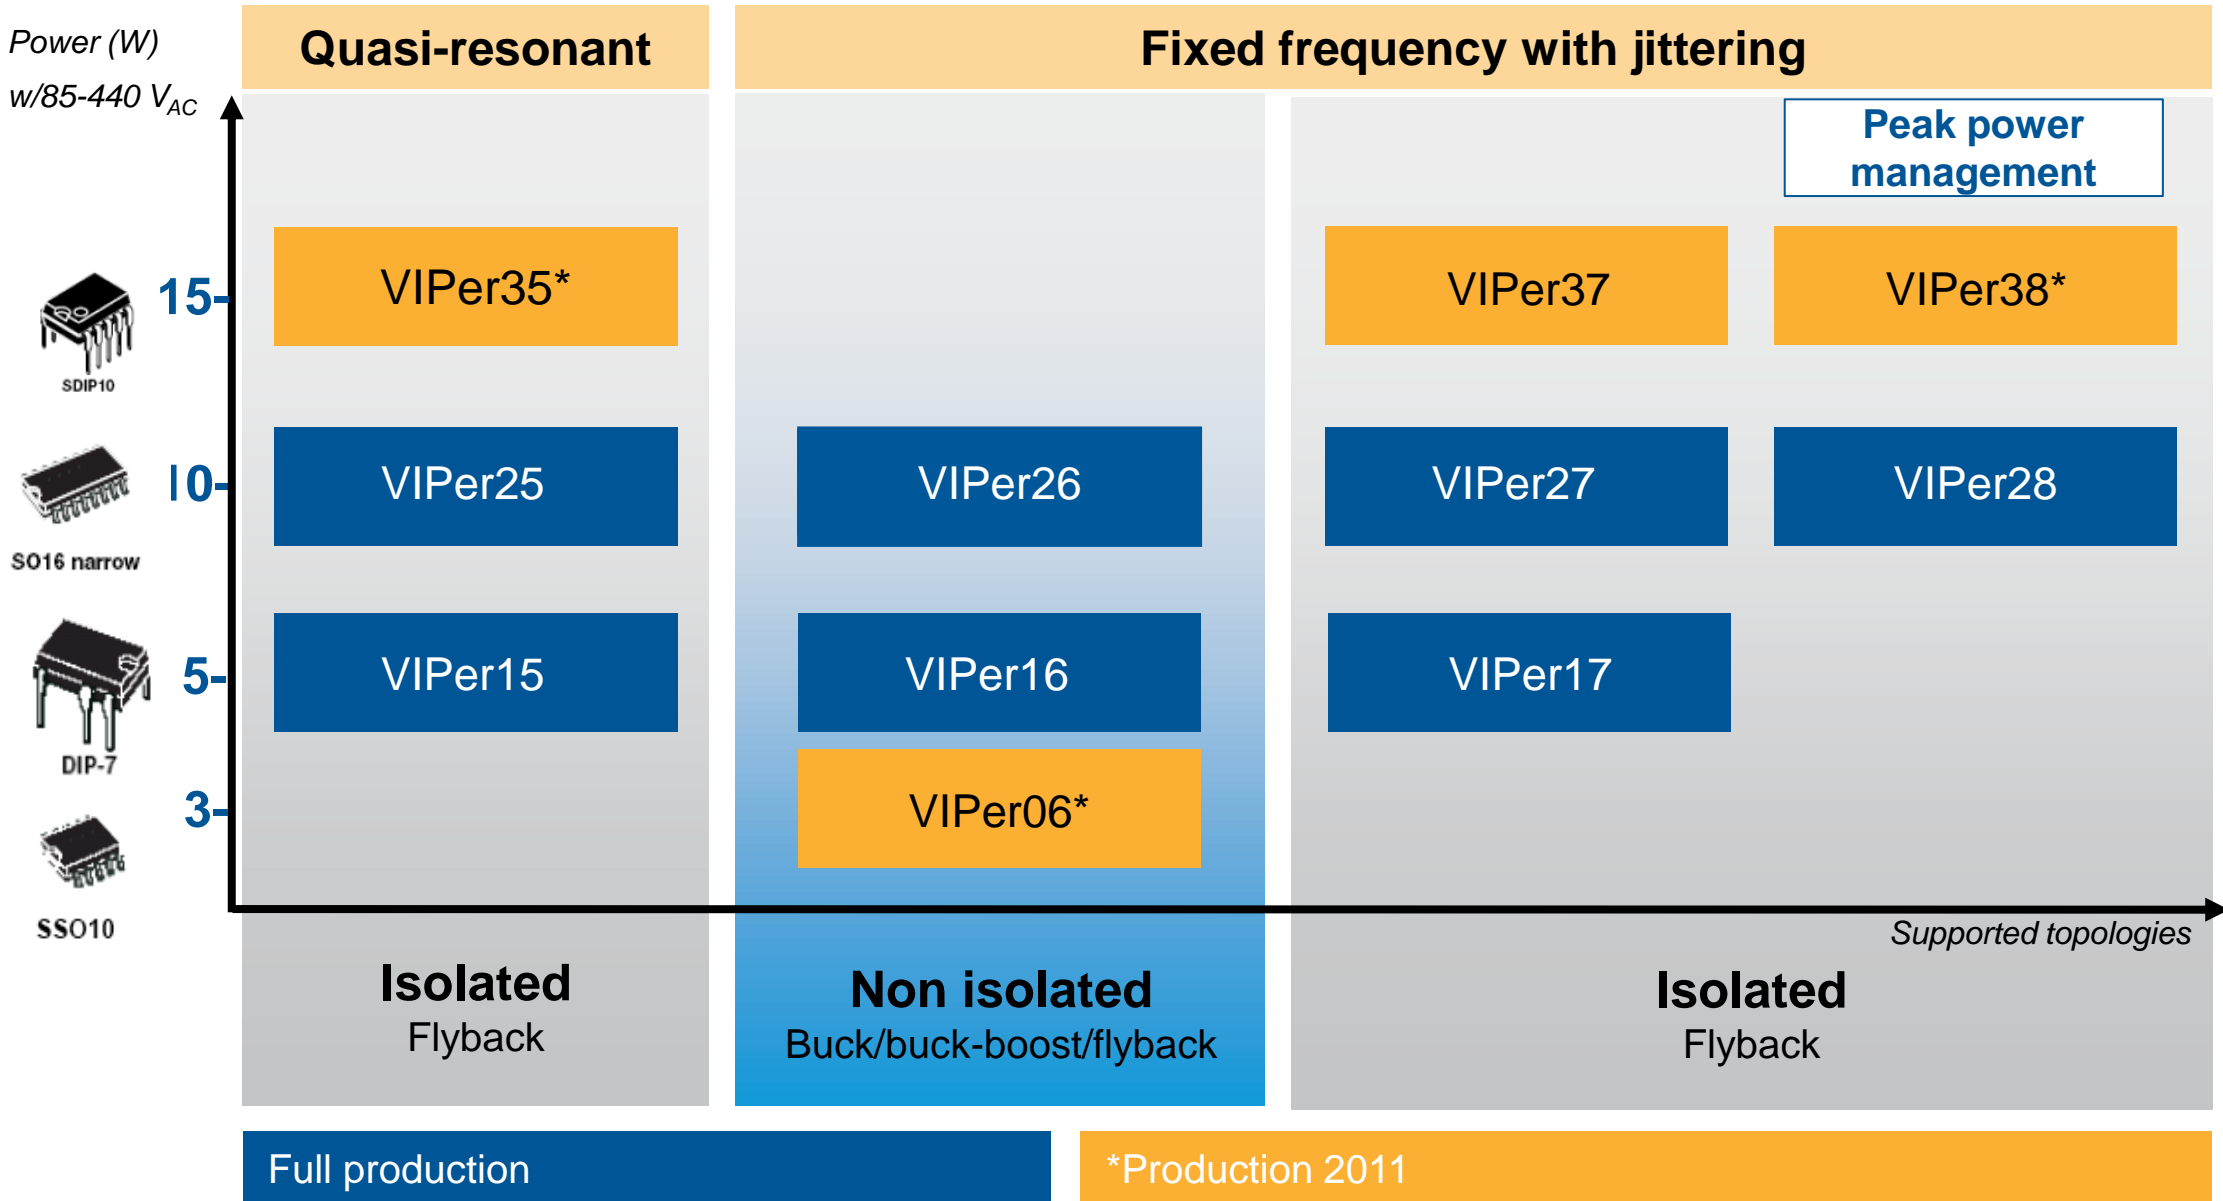 Power (W)
w/85-440 VAC
Quasi-resonant
Fixed frequency with jittering
Peak power
management
15-
VIPer35*
VIPer37
VIPer38*
SDIP10
10-
VIPer25
VIPer26
VIPer27
VIPer28
SO16 narrow
5-
VIPer15
VIPer16
VIPer17
DIP-7
3-
VIPer06*
SSO10
Supported topologies
Isolated
Flyback
Non isolated
Buck/buck-boost/flyback
Isolated
Flyback
Full production
*Production 2011